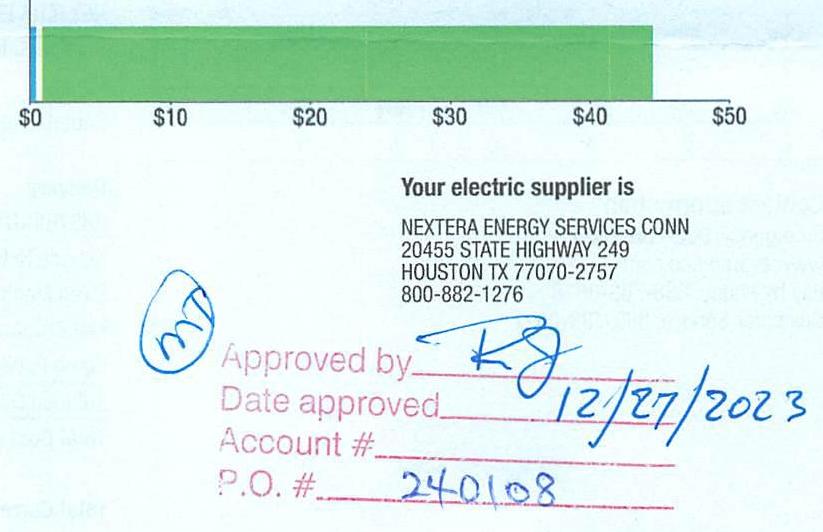 $0 $10 $20 $30 $40 $50
Your electric supplier is
NEXTERA ENERGY SERVICES CONN
20455 STATE HIGHWAY 249
HOUSTON TX 77070-2757
800-882-1276
MT
Approved by RJ
Date approved 12/27/2023
Account #
P.O. # 240108